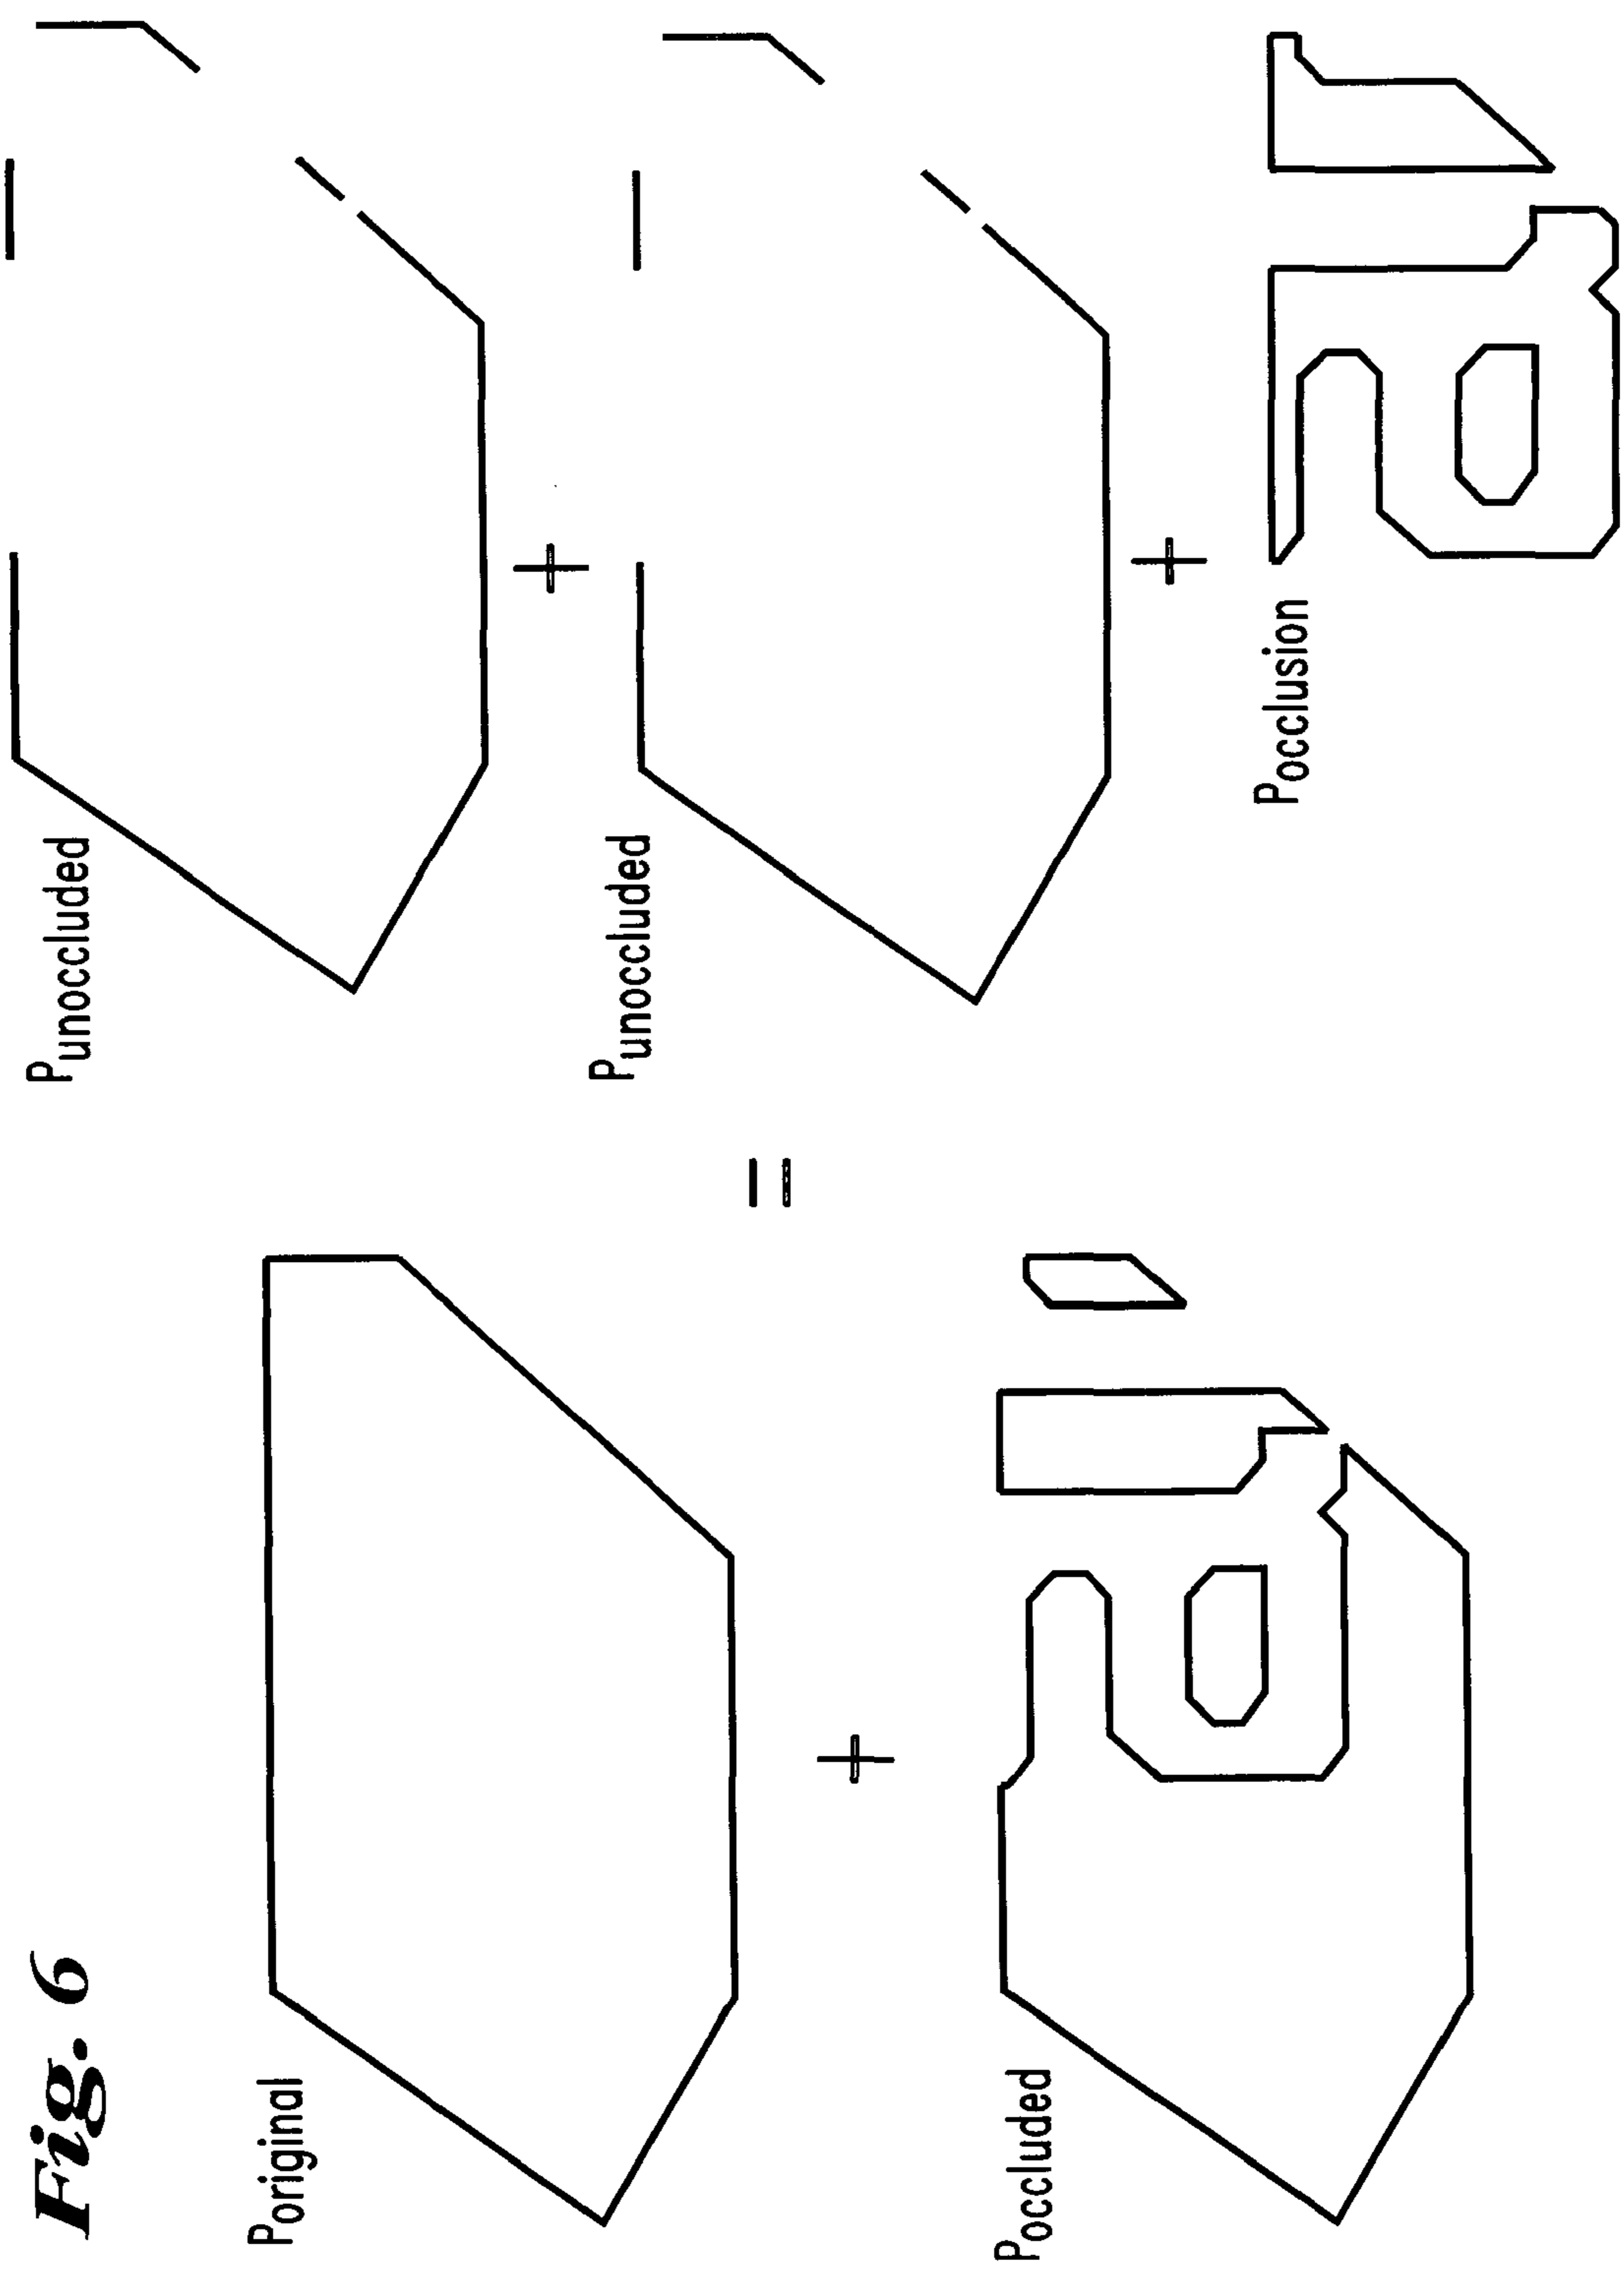 Fig. 6
Poriginal
+
Poccluded
=
Punoccluded
+
Punoccluded
+
Pocclusion